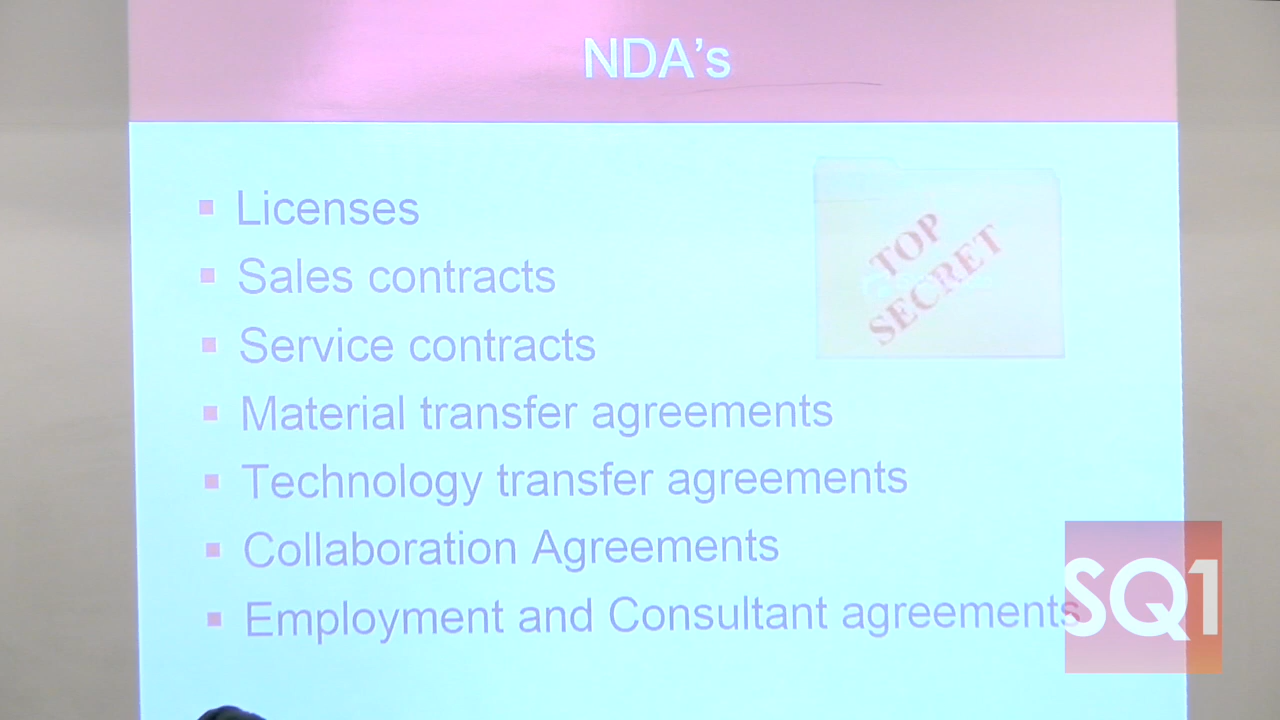 NDA's
Licenses
TOP
SECRET
Sales contracts
Service contracts
Material transfer agreements
Technology transfer agreements
Collaboration Agreements
Employment and Consultant agreements
SQ1